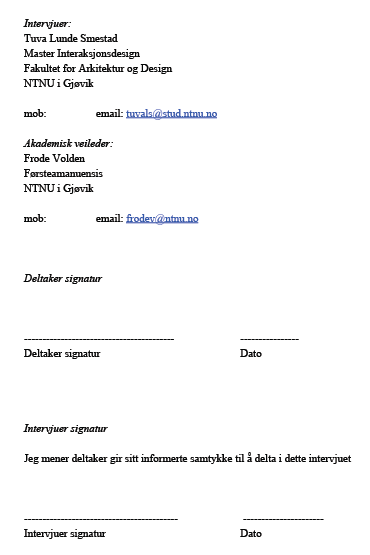 Intervjuer:
Tuva Lunde Smestad
Master Interaksjonsdesign
Fakultet for Arkitektur og Design
NTNU i Gjøvik
mob: email: tuvals@stud.ntnu.no
Akademisk veileder:
Frode Volden
Førsteamanuensis
NTNU i Gjøvik
mob: email: frodev@ntnu.no
Deltaker signatur
----------------------------------------- ----------------
Deltaker signatur Dato
Intervjuer signatur
Jeg mener deltaker gir sitt informerte samtykke til å delta i dette intervjuet
------------------------------------------ ----------------------
Intervjuer signatur Dato